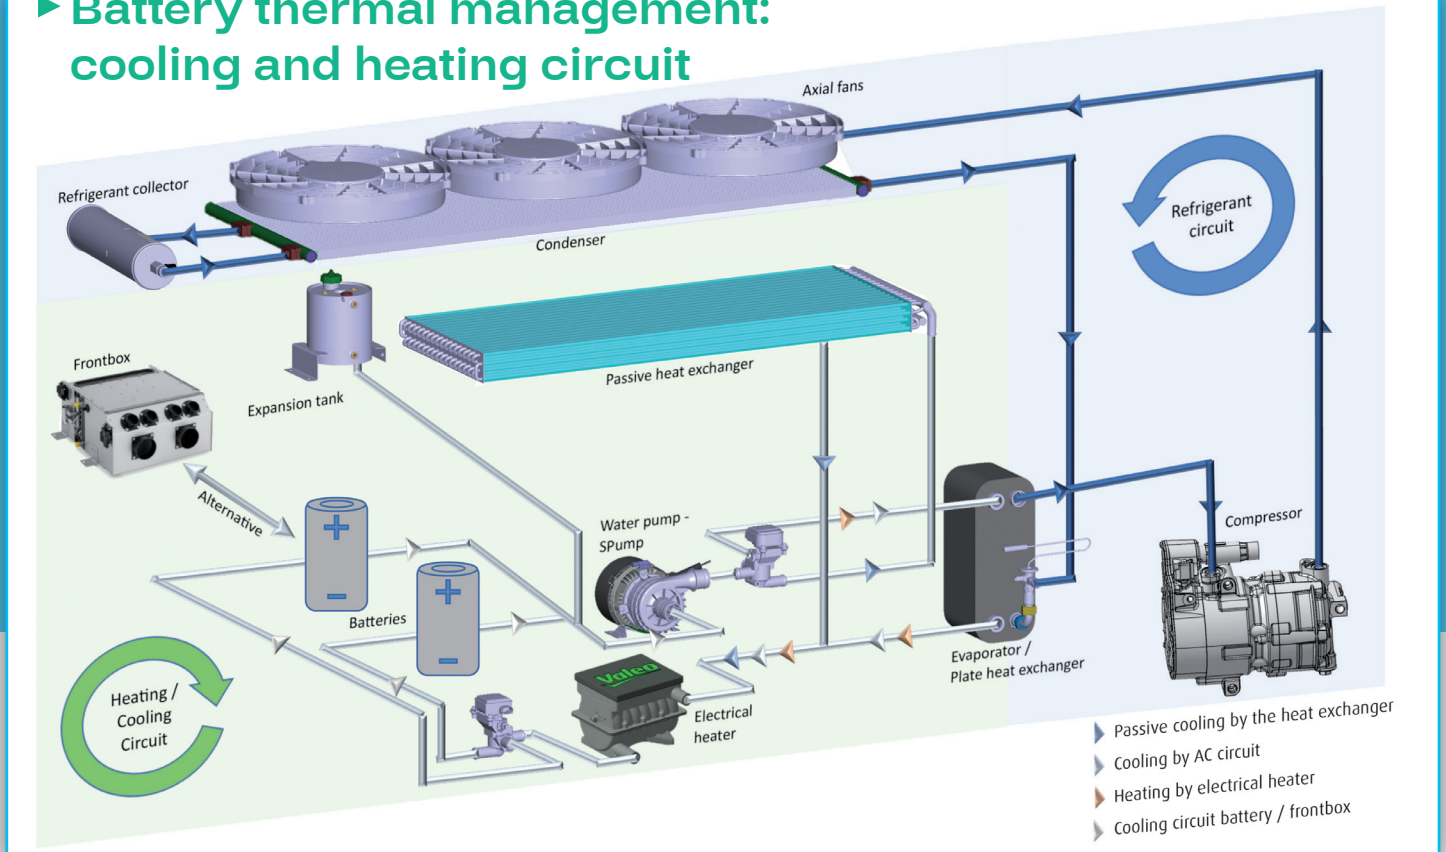 Battery thermal management:
cooling and heating circuit
Axial fans
Refrigerant collector
Condenser
Refrigerant
circuit
Frontbox
Expansion tank
Passive heat exchanger
Alternative
Water pump -
SPump
Compressor
Batteries
Evaporator /
Plate heat exchanger
Valeo
Electrical
heater
Heating /
Cooling
Circuit
Passive cooling by the heat exchanger
Cooling by AC circuit
Heating by electrical heater
Cooling circuit battery / frontbox